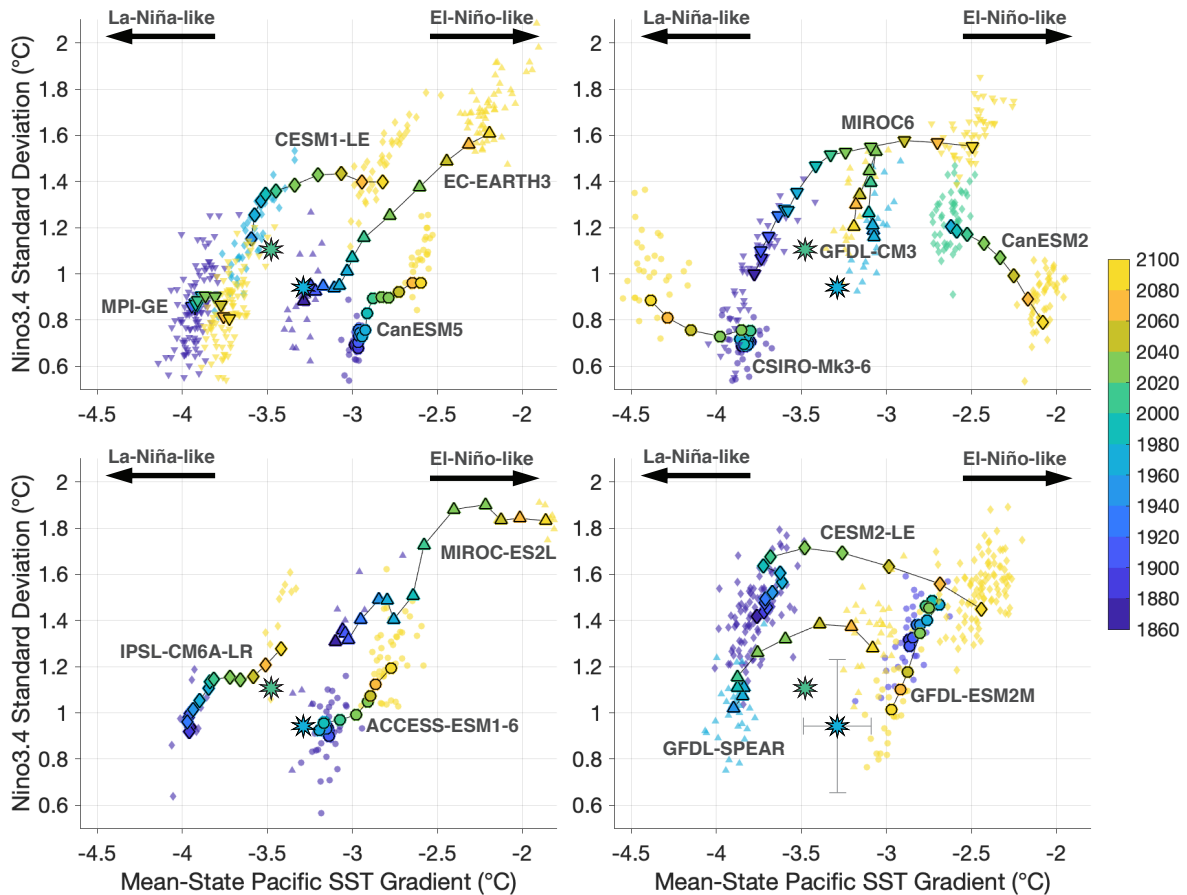 La-Niña-like
El-Niño-like
La-Niña-like
El-Niño-like
Nino3.4 Standard Deviation (°C)
2
1.8
1.6
1.4
1.2
1
0.8
0.6
CESM1-LE
EC-EARTH3
MPI-GE
CanESM5
-4.5
-4
-3.5
-3
-2.5
-2
2
1.8
1.6
1.4
1.2
1
0.8
0.6
MIROC6
GFDL-CM3
CanESM2
CSIRO-Mk3-6
-4.5
-4
-3.5
-3
-2.5
-2
2100
2080
2060
2040
2020
2000
1980
1960
1940
1920
1900
1880
1860
La-Niña-like
El-Niño-like
La-Niña-like
El-Niño-like
Nino3.4 Standard Deviation (°C)
2
1.8
1.6
1.4
1.2
1
0.8
0.6
MIROC-ES2L
IPSL-CM6A-LR
ACCESS-ESM1-6
-4.5
-4
-3.5
-3
-2.5
-2
Mean-State Pacific SST Gradient (°C)
2
1.8
1.6
1.4
1.2
1
0.8
0.6
CESM2-LE
GFDL-ESM2M
GFDL-SPEAR
-4.5
-4
-3.5
-3
-2.5
-2
Mean-State Pacific SST Gradient (°C)